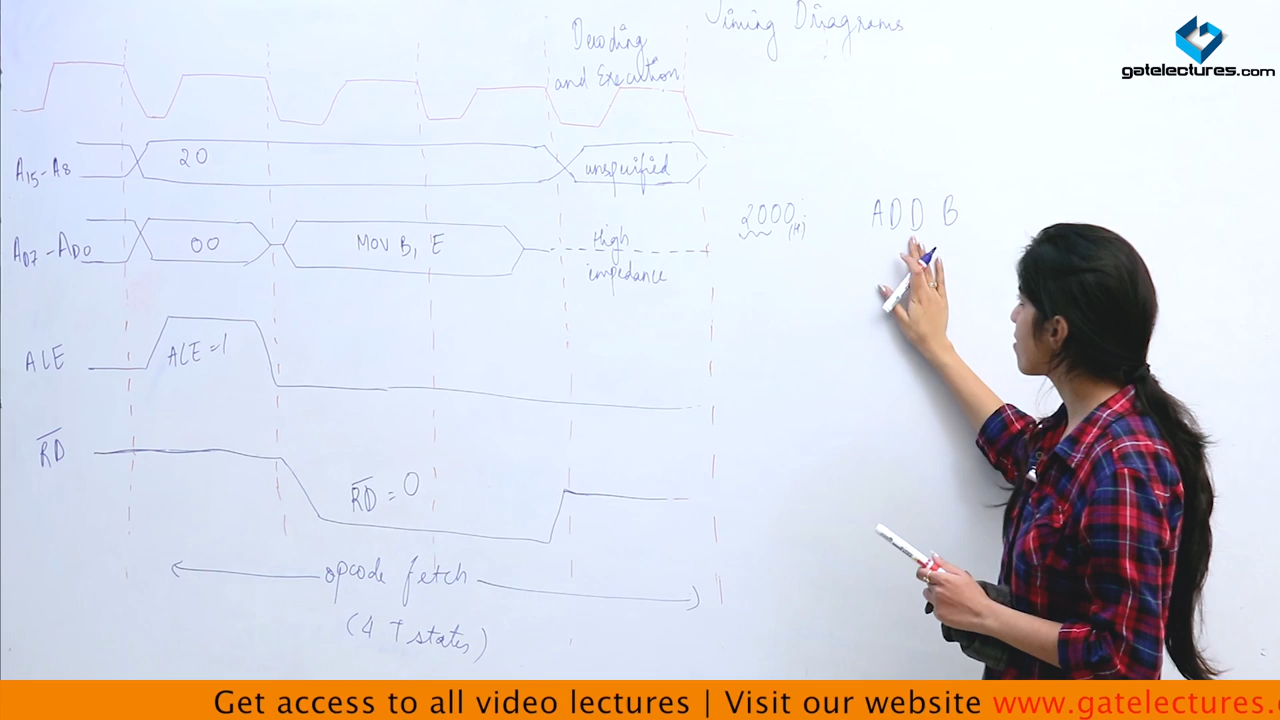 Timing Diagrams
gatelectures.com
Decoding
and Execution
A15-A8
20
unspecified
2000
(H)
ADD B
AD7-AD0
00
MOV B, E
High
impedance
ALE
ALE=1
RD
RD = 0
opcode fetch
(4 T states)
Get access to all video lectures | Visit our website www.gatelectures.c